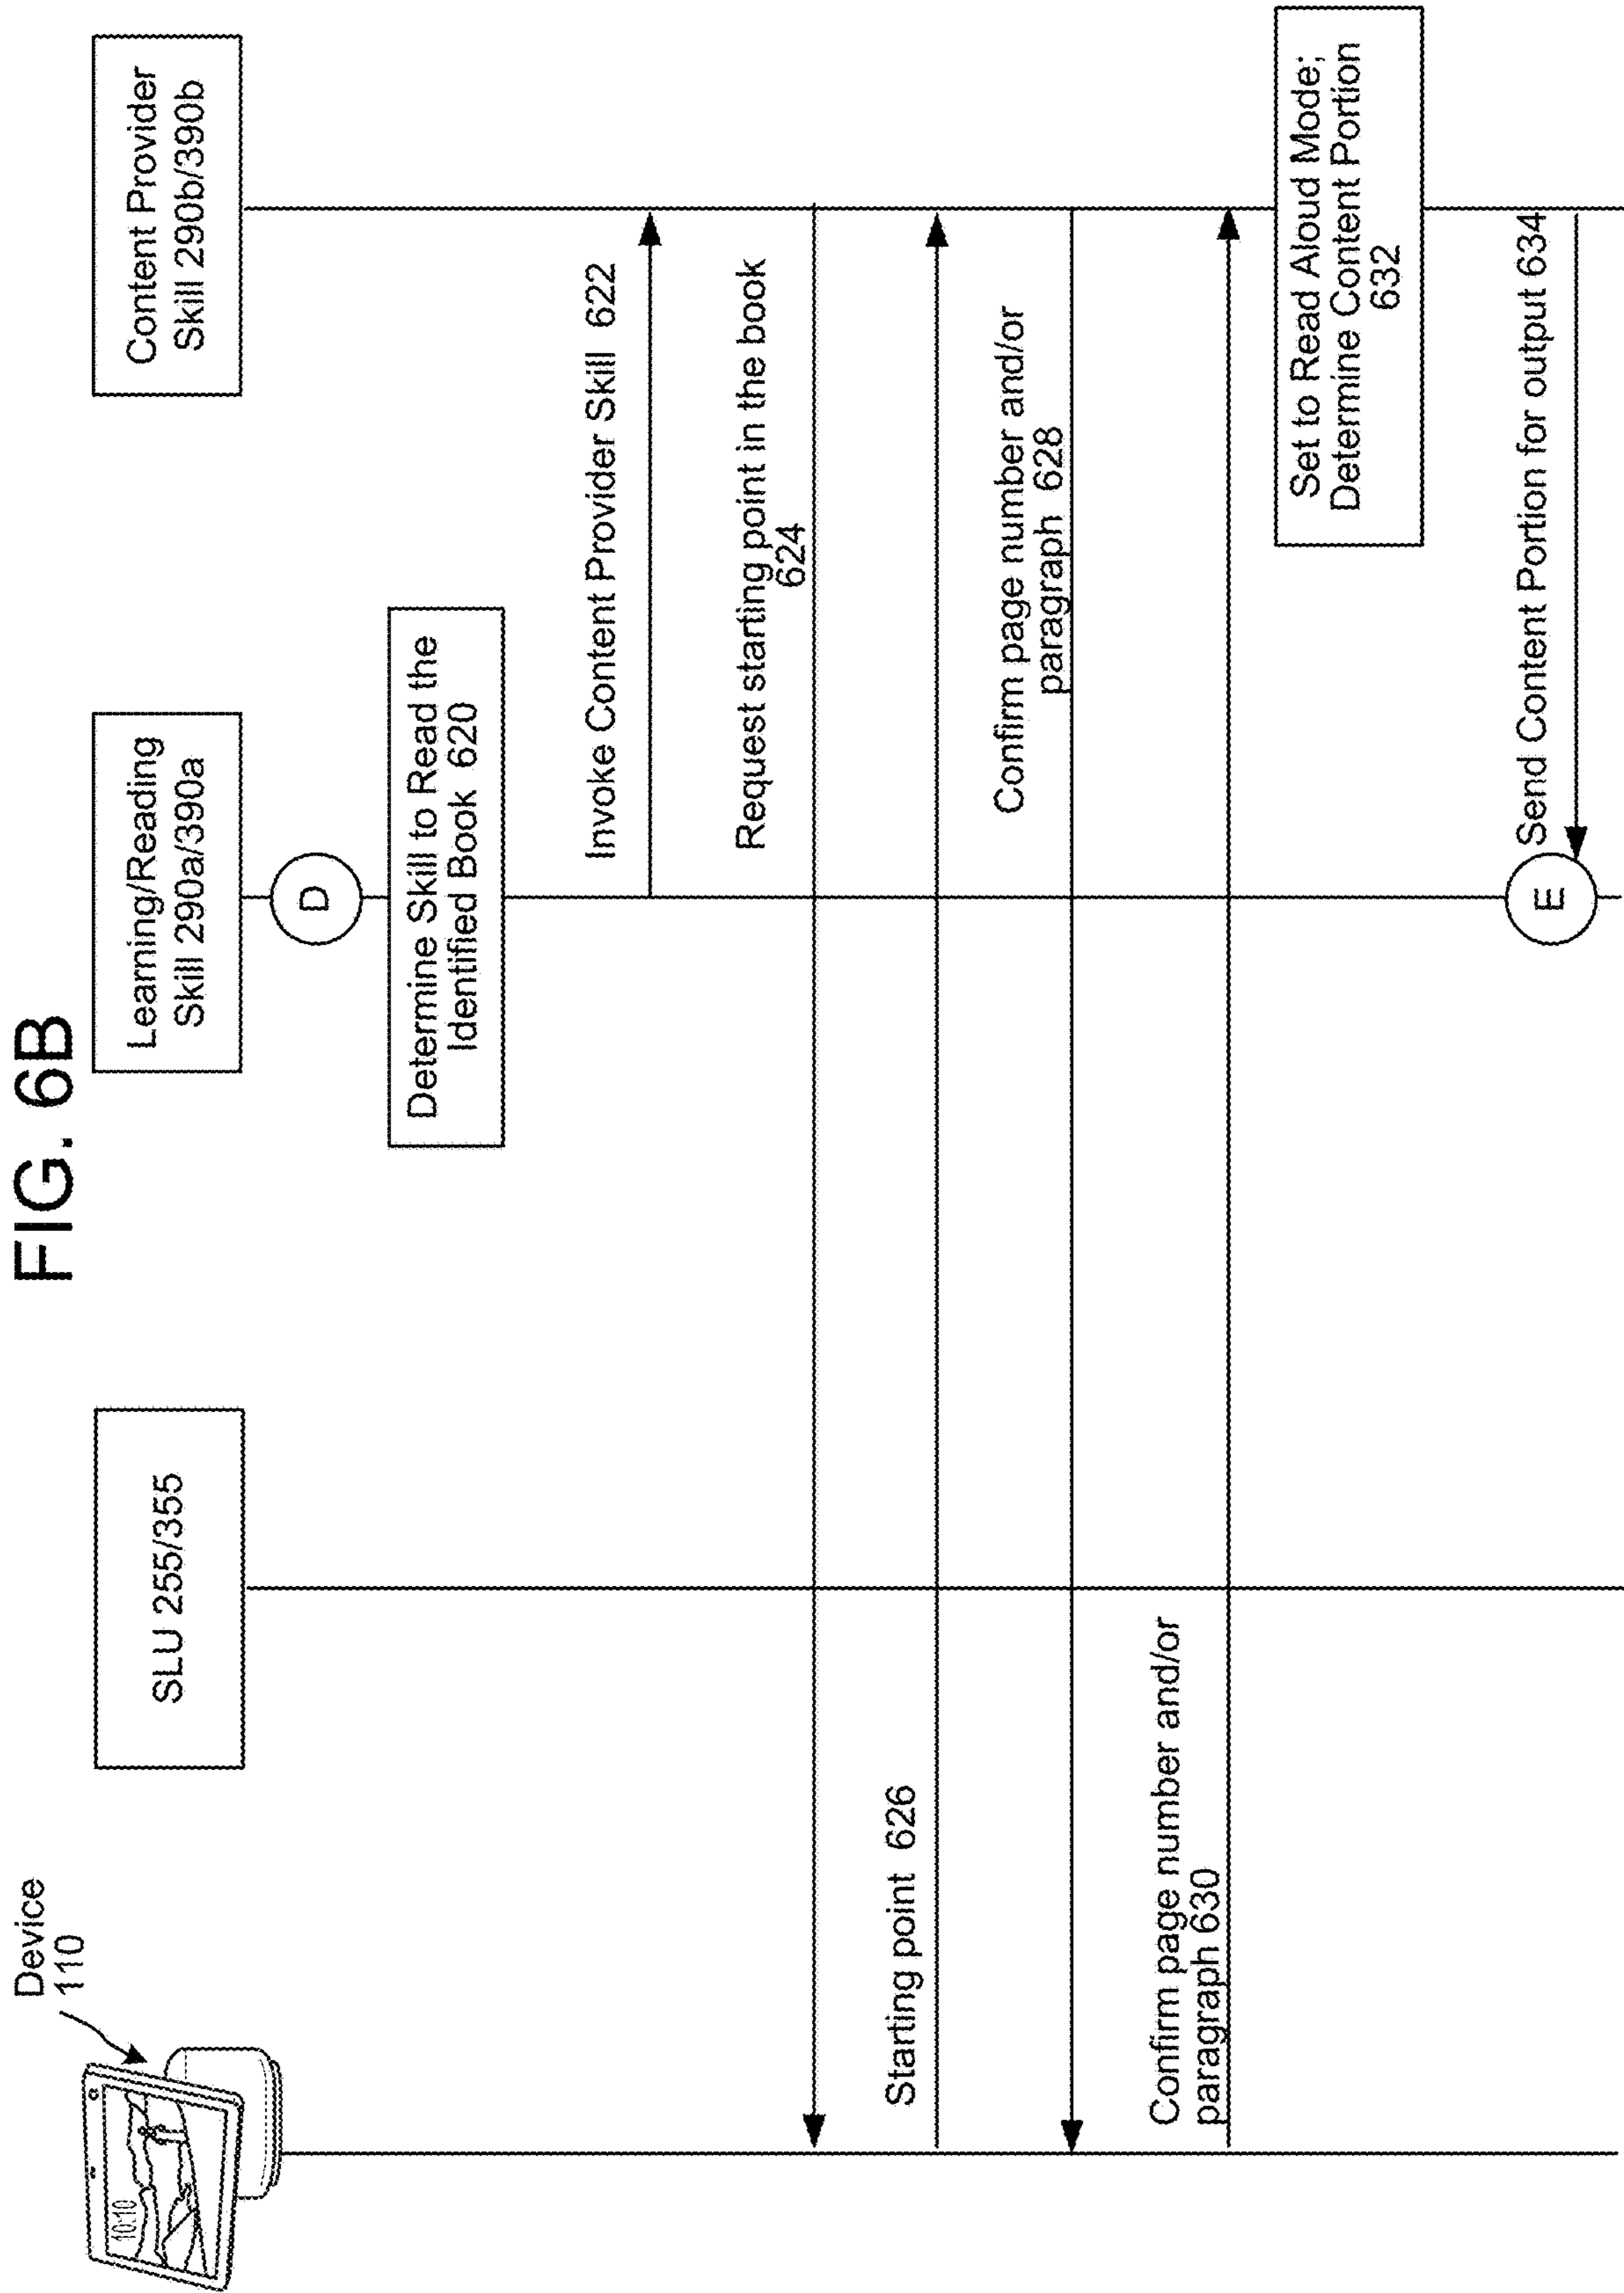 FIG. 6B
Device
110
10:10
SLU 255/355
Learning/Reading
Skill 290a/390a
Content Provider
Skill 290b/390b
D
Determine Skill to Read the
Identified Book 620
Invoke Content Provider Skill 622
Request starting point in the book
624
Starting point 626
Confirm page number and/or
paragraph 628
Confirm page number and/or
paragraph 630
Set to Read Aloud Mode;
Determine Content Portion
632
Send Content Portion for output 634
E